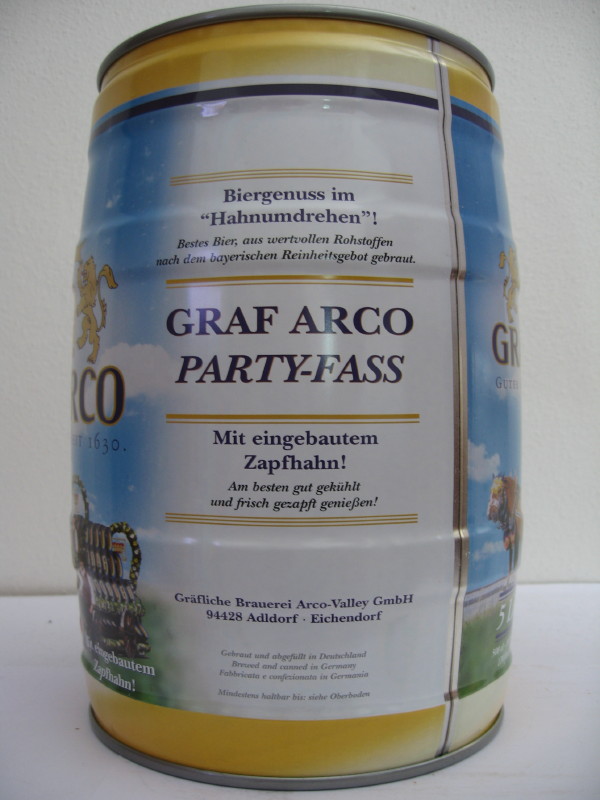 Biergenuss im
“Hahnumdrehen”!
Bestes Bier, aus wertvollen Rohstoffen
nach dem bayerischen Reinheitsgebot gebraut.
GRAF ARCO
PARTY-FASS
Mit eingebautem
Zapfhahn!
Am besten gut gekühlt
und frisch gezapft genießen!
Gräfliche Brauerei Arco-Valley GmbH
94428 Adldorf · Eichendorf
Gebraut und abgefüllt in Deutschland
Brewed and canned in Germany
Fabbricata e confezionata in Germania
Mindestens haltbar bis: siehe Oberboden
RCO
1630.
Mit eingebautem
Zapfhahn!
GR
5